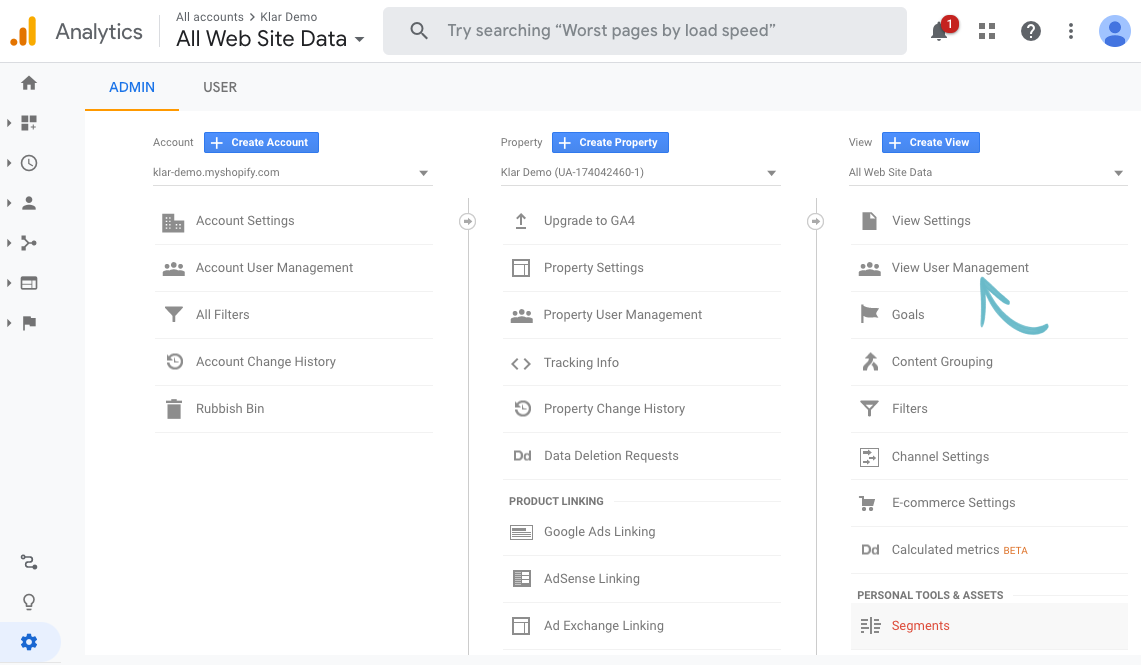 Analytics
All accounts > Klar Demo
All Web Site Data
Try searching “Worst pages by load speed”
1
ADMIN
USER
Account
Create Account
klar-demo.myshopify.com
Account Settings
Account User Management
All Filters
Account Change History
Rubbish Bin
Property
Create Property
Klar Demo (UA-174042460-1)
Upgrade to GA4
Property Settings
Property User Management
Tracking Info
Property Change History
Dd Data Deletion Requests
PRODUCT LINKING
Google Ads Linking
AdSense Linking
Ad Exchange Linking
View
Create View
All Web Site Data
View Settings
View User Management
Goals
Content Grouping
Filters
Channel Settings
E-commerce Settings
Dd Calculated metrics BETA
PERSONAL TOOLS & ASSETS
Segments